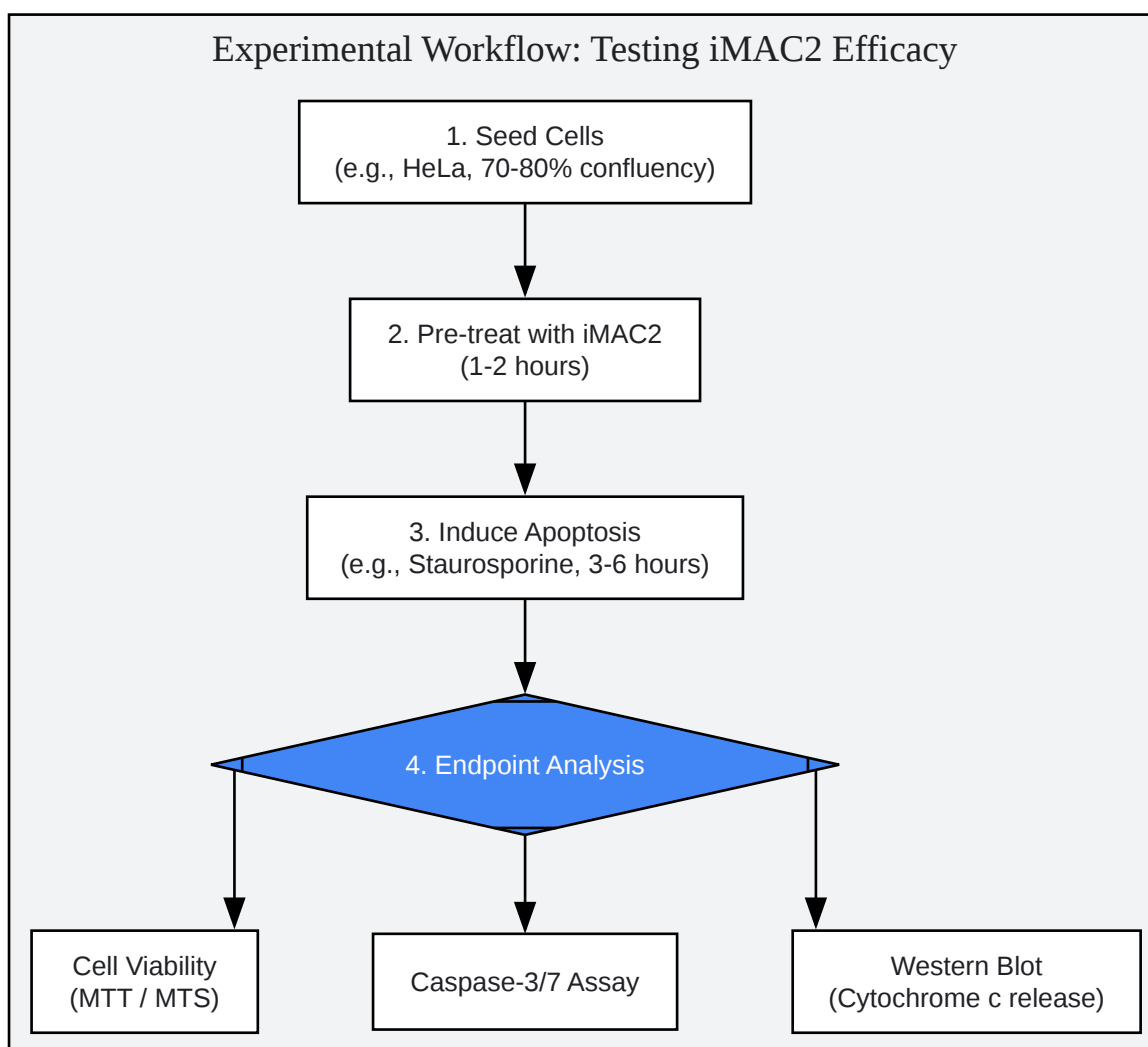 Experimental Workflow: Testing iMAC2 Efficacy
1. Seed Cells
(e.g., HeLa, 70-80% confluency)
2. Pre-treat with iMAC2
(1-2 hours)
3. Induce Apoptosis
(e.g., Staurosporine, 3-6 hours)
4. Endpoint Analysis
Cell Viability
(MTT / MTS)
Caspase-3/7 Assay
Western Blot
(Cytochrome c release)